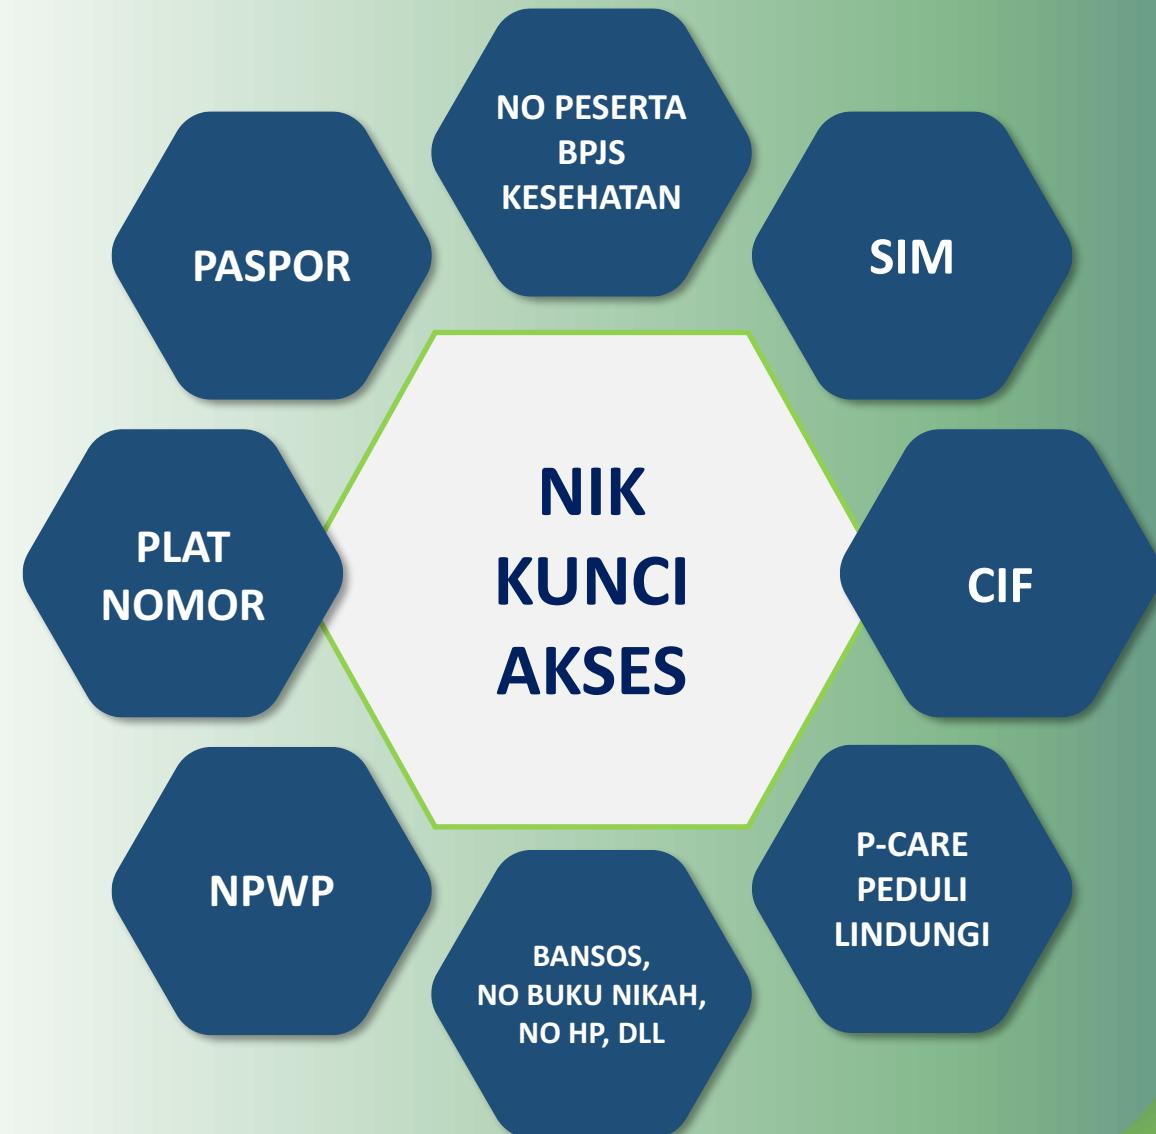 NO PESERTA
BPJS
KESEHATAN
PASPOR
SIM
NIK
KUNCI
AKSES
PLAT
NOMOR
CIF
NPWP
P-CARE
PEDULI
LINDUNGI
BANSOS,
NO BUKU NIKAH,
NO HP, DLL